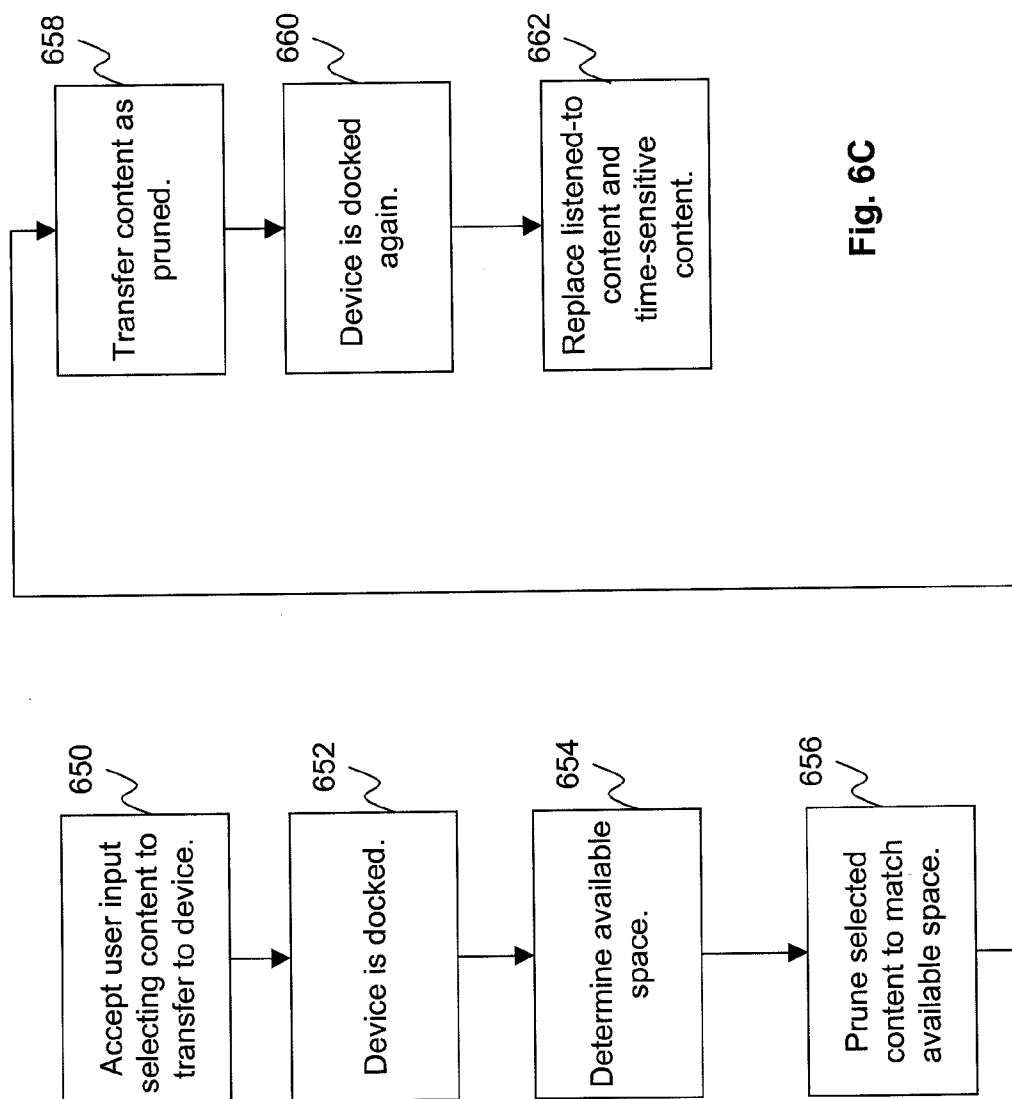 650
Accept user input
selecting content to
transfer to device.
652
Device is docked.
654
Determine available
space.
656
Prune selected
content to match
available space.
658
Transfer content as
pruned.
660
Device is docked
again.
662
Replace listened-to
content and
time-sensitive
content.
Fig. 6C